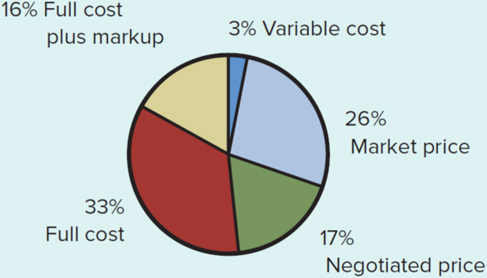 16% Full cost
plus markup
3% Variable cost
26%
Market price
33%
Full cost
17%
Negotiated price